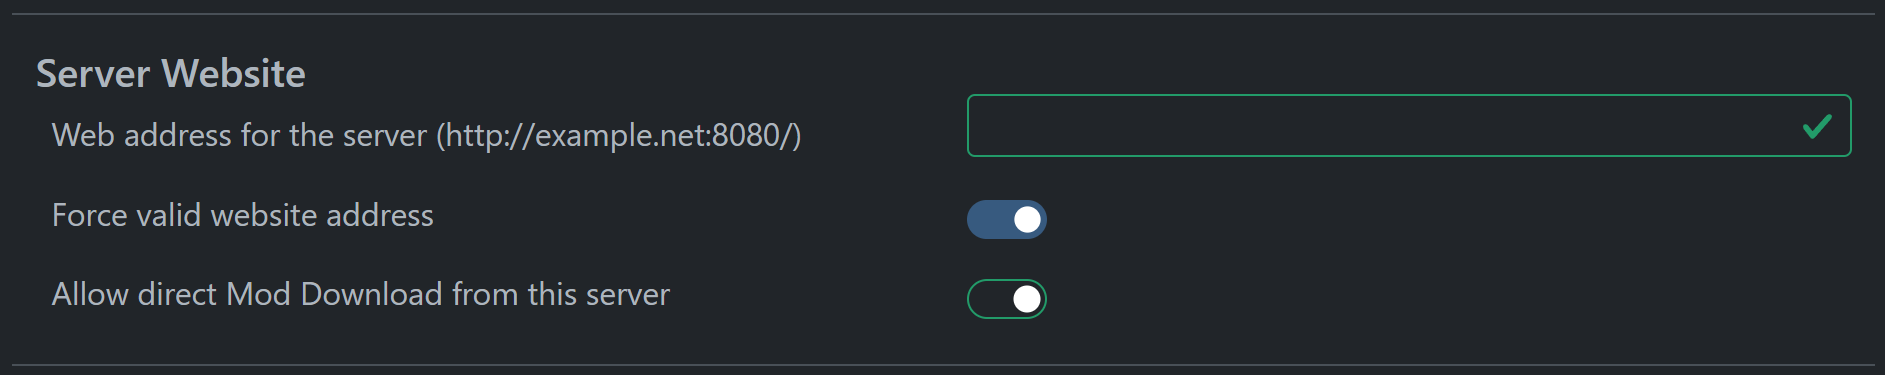 Server Website
Web address for the server (http://example.net:8080/)
Force valid website address
Allow direct Mod Download from this server